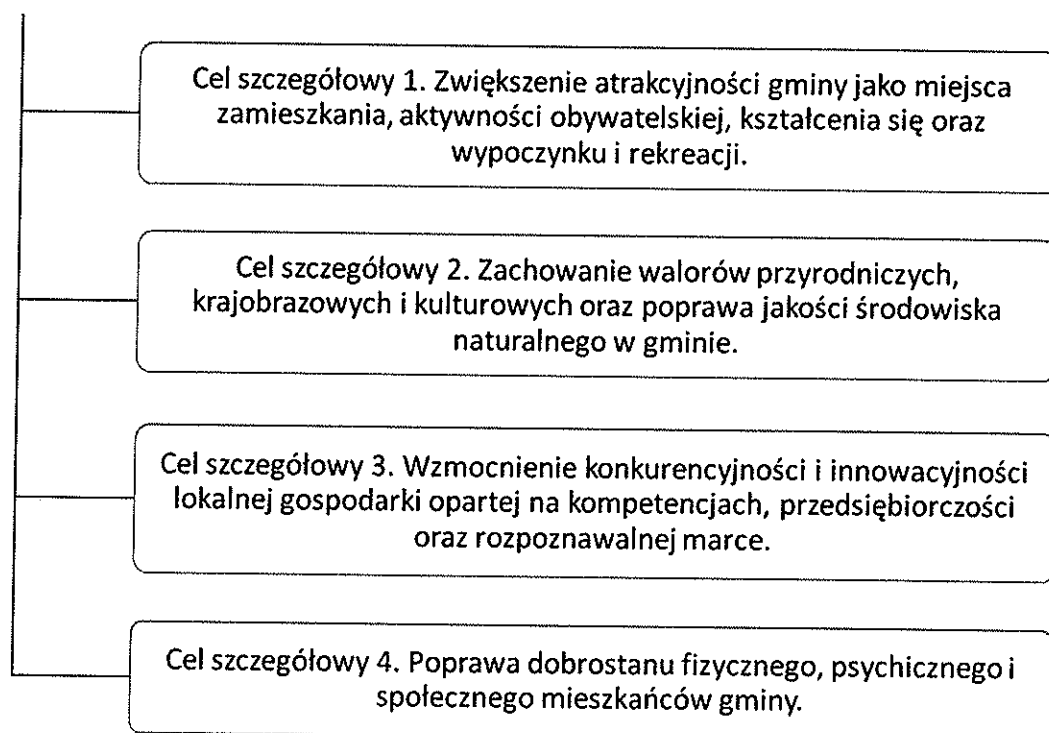 Cel szczegółowy 1. Zwiększenie atrakcyjności gminy jako miejsca
zamieszkania, aktywności obywatelskiej, kształcenia się oraz
wypoczynku i rekreacji.
Cel szczegółowy 2. Zachowanie walorów przyrodniczych,
krajobrazowych i kulturowych oraz poprawa jakości środowiska
naturalnego w gminie.
Cel szczegółowy 3. Wzmocnienie konkurencyjności i innowacyjności
lokalnej gospodarki opartej na kompetencjach, przedsiębiorczości
oraz rozpoznawalnej marce.
Cel szczegółowy 4. Poprawa dobrostanu fizycznego, psychicznego i
społecznego mieszkańców gminy.